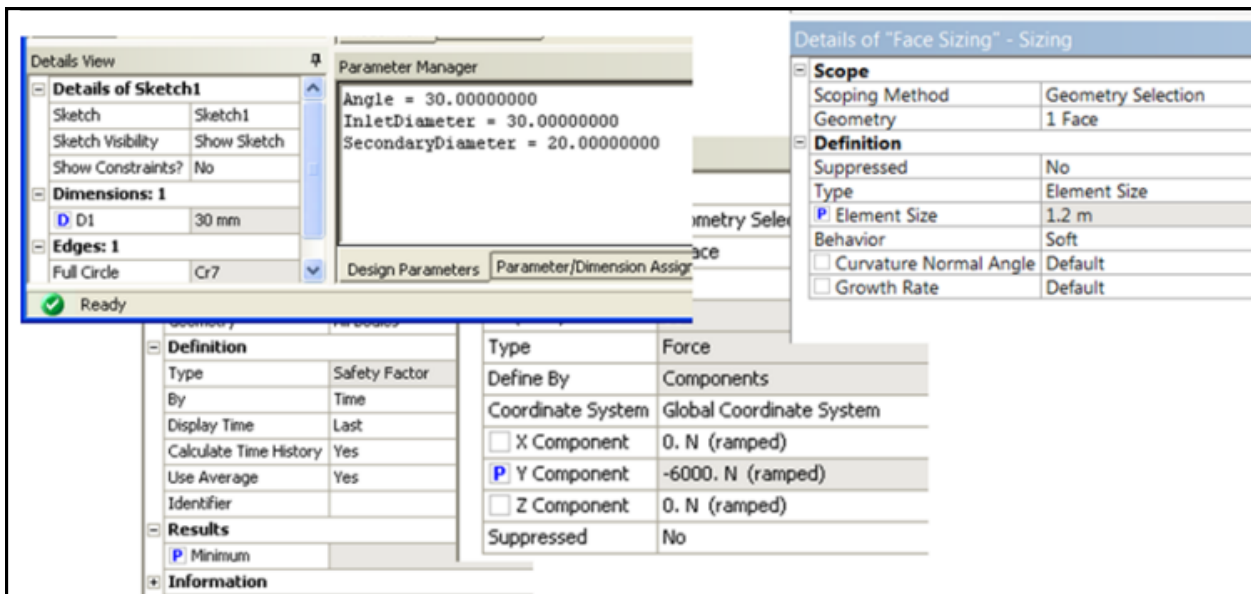 Details View
Details of Sketch1
Sketch Sketch1
Sketch Visibility Show Sketch
Show Constraints? No
Dimensions: 1
D D1 30 mm
Edges: 1
Full Circle Cr7
Ready
Parameter Manager
Angle = 30.00000000
InletDiameter = 30.00000000
SecondaryDiameter = 20.00000000
Design Parameters Parameter/Dimension Assign
Details of "Face Sizing" - Sizing
Scope
Scoping Method Geometry Selection
Geometry 1 Face
Definition
Suppressed No
Type Element Size
P Element Size 1.2 m
Behavior Soft
Curvature Normal Angle Default
Growth Rate Default
Definition
Type Safety Factor
By Time
Display Time Last
Calculate Time History Yes
Use Average Yes
Identifier
Results
P Minimum
Information
Type Force
Define By Components
Coordinate System Global Coordinate System
X Component 0. N (ramped)
P Y Component -6000. N (ramped)
Z Component 0. N (ramped)
Suppressed No